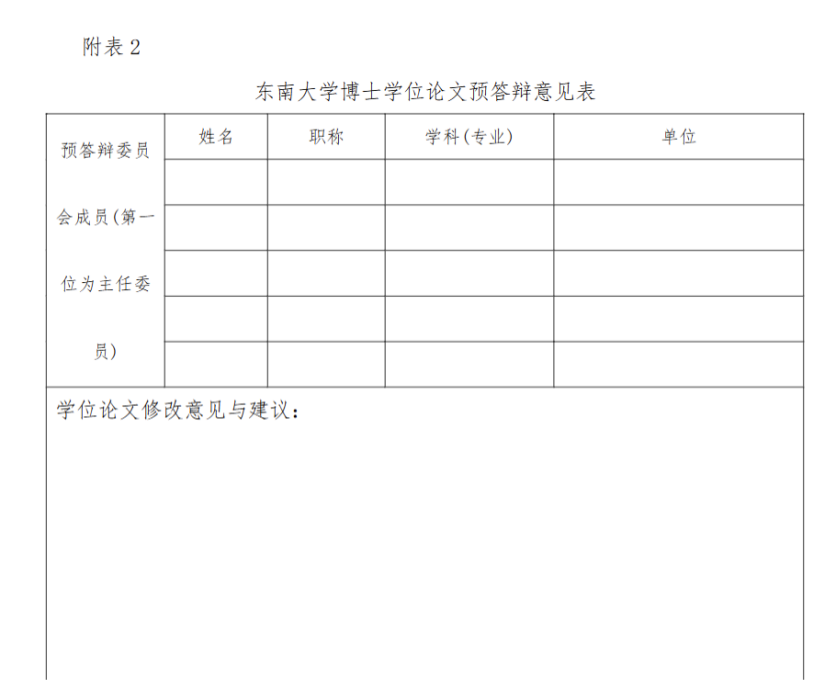 附表 2
东南大学博士学位论文预答辩意见表
预答辩委员
会成员(第一
位为主任委
员)
姓名 职称 学科(专业) 单位
学位论文修改意见与建议: